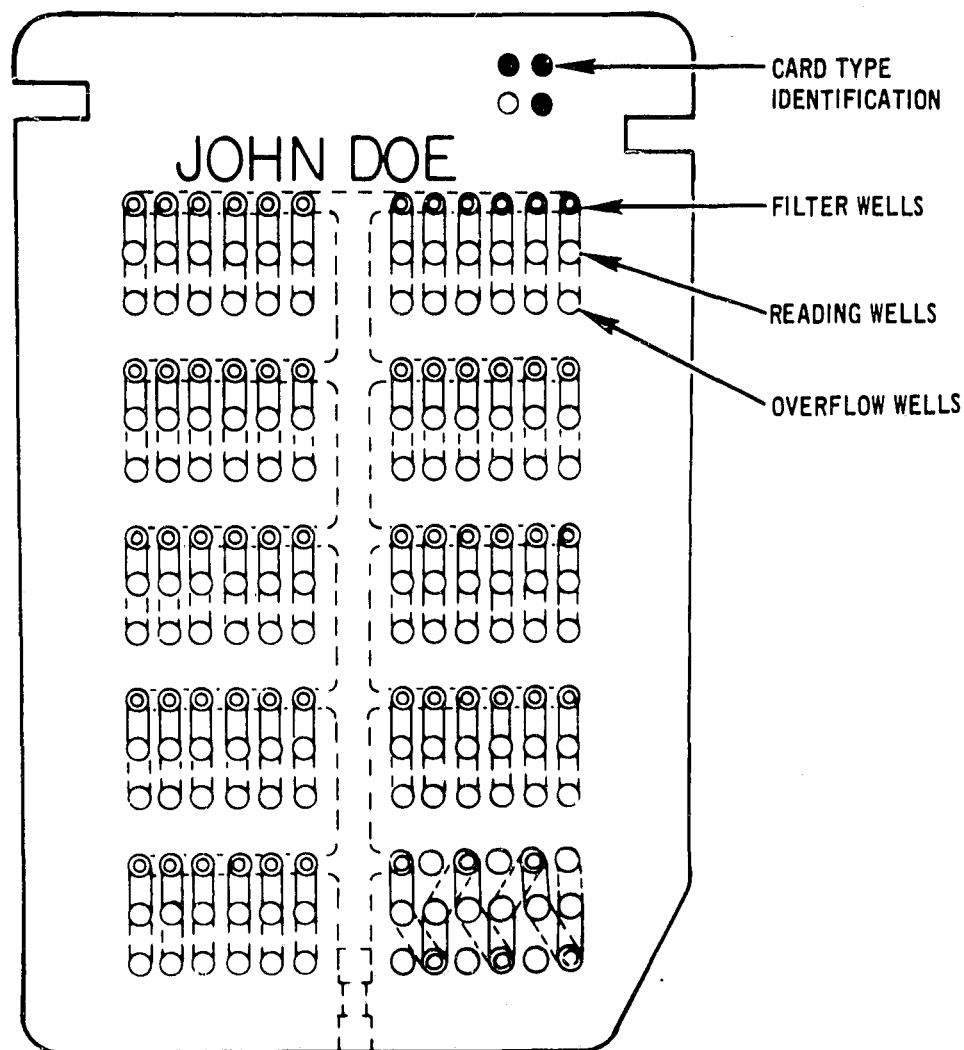 CARD TYPE
IDENTIFICATION
JOHN DOE
FILTER WELLS
READING WELLS
OVERFLOW WELLS